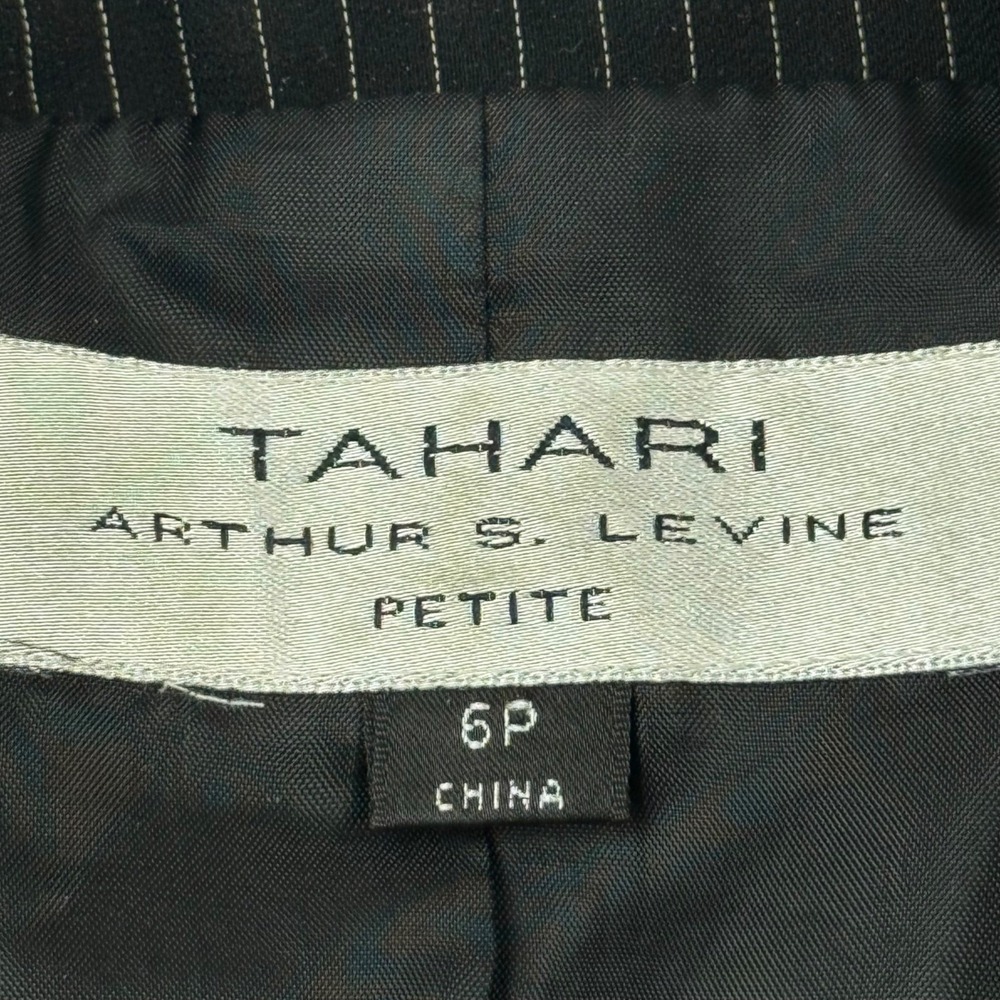 TAHARI
ARTHUR S. LEVINE
PETITE
6P
CHINA